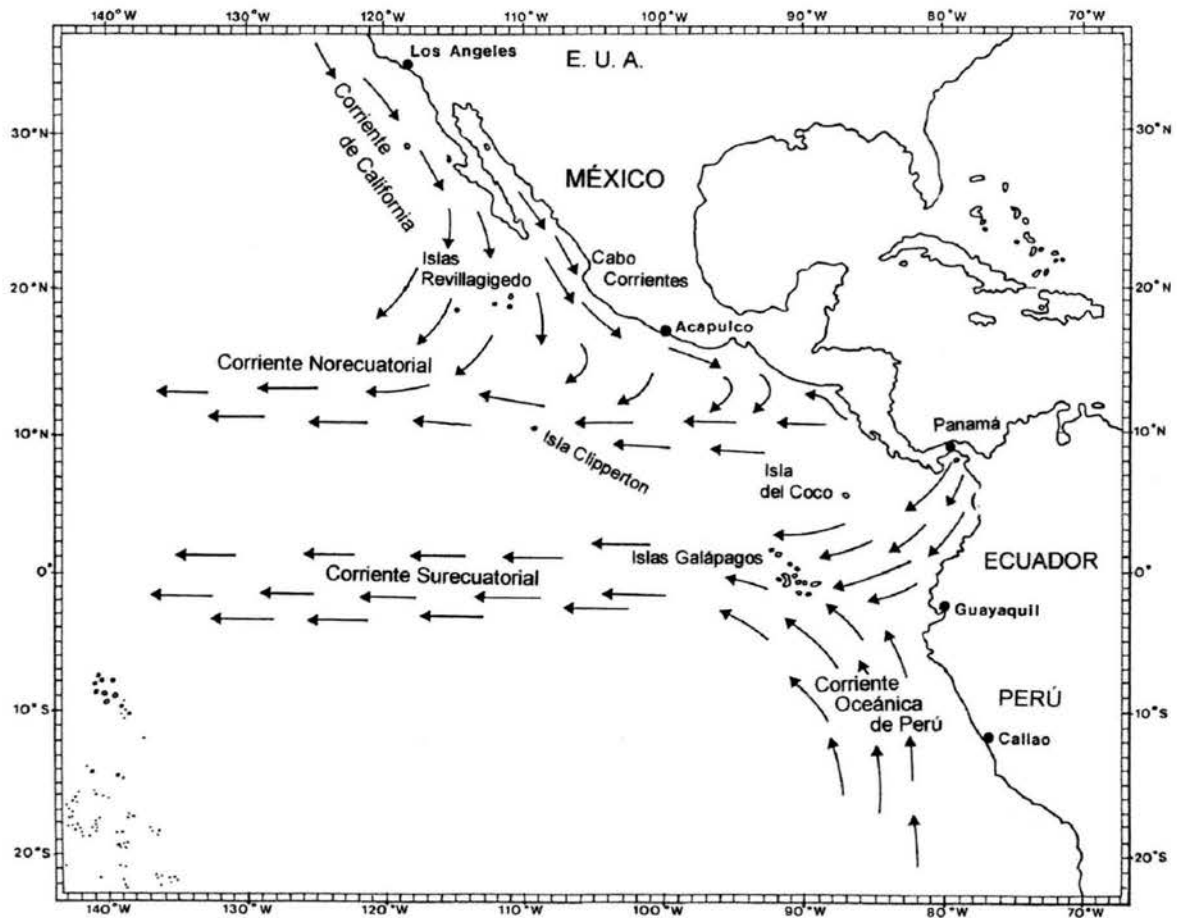 140°W 130°W 120°W 110°W 100°W 90°W 80°W 70°W
Los Angeles
E. U. A.
Corriente
de California
30°N
30°N
MÉXICO
Islas
Revillagigedo
Cabo
Corrientes
20°N
20°N
Acapulco
Corriente Norecuatorial
10°N
10°N
Panamá
Isla Clipperton
Isla
del Coco
Islas Galápagos
ECUADOR
0°
0°
Corriente Surecuatorial
Guayaquil
Corriente
Oceánica
de Perú
PERÚ
10°S
10°S
Callao
20°S
20°S
140°W 130°W 120°W 110°W 100°W 90°W 80°W 70°W